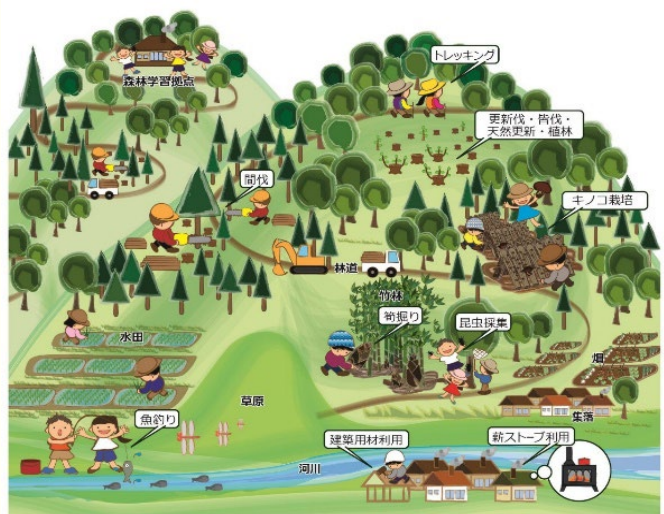 トレッキング
森林学習拠点
更新伐・皆伐・
天然更新・植林
間伐
キノコ栽培
林道
竹林
筍掘り
昆虫採集
水田
畑
草原
集落
魚釣り
建築用材利用
薪ストーブ利用
河川